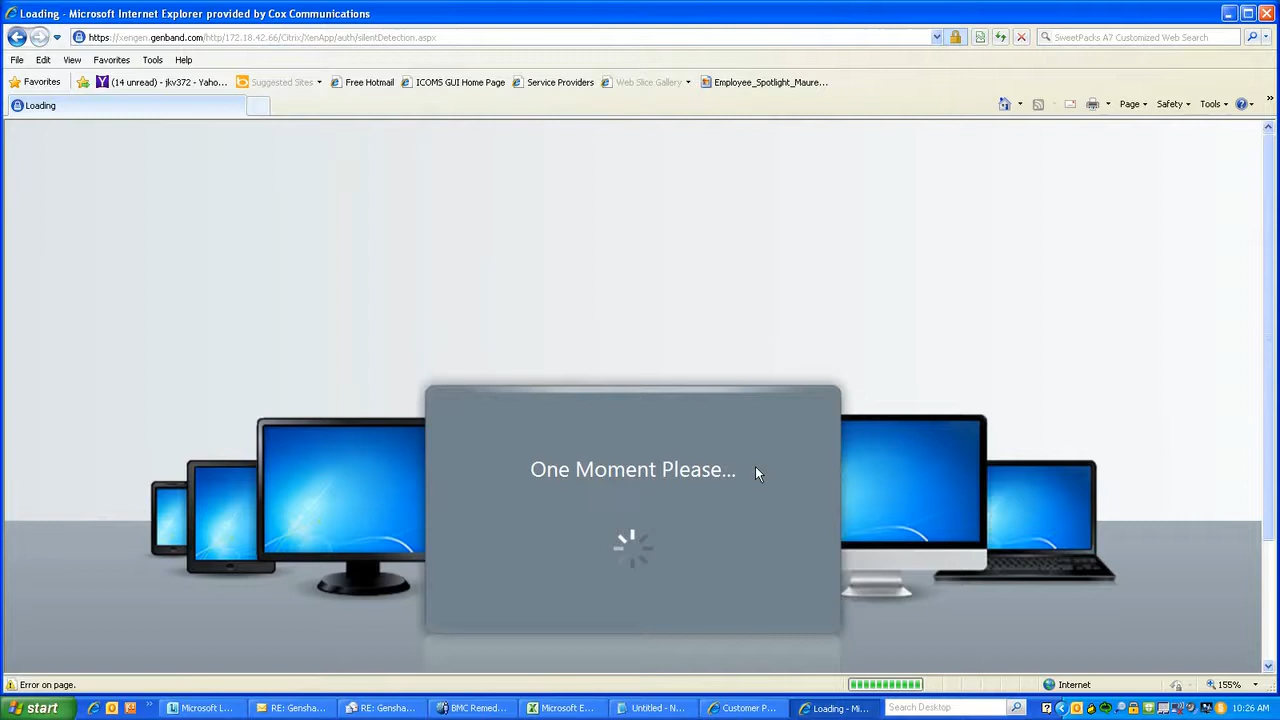 Loading - Microsoft Internet Explorer provided by Cox Communications
https://xengen.genband.com/http/172.18.42.66/Citrix/XenApp/auth/silentDetection.aspx
SweetPacks A7 Customized Web Search
File Edit View Favorites Tools Help
Favorites (14 unread) - jkv372 - Yaho... Suggested Sites Free Hotmail ICOMS GUI Home Page Service Providers Web Slice Gallery Employee_Spotlight_Maure...
Loading Page Safety Tools
One Moment Please...
Error on page. Internet 155%
start Microsoft L... RE: Gensha... RE: Gensha... BMC Remed... Microsoft E... Untitled - N... Customer P... Loading - Mi... Search Desktop 10:26 AM